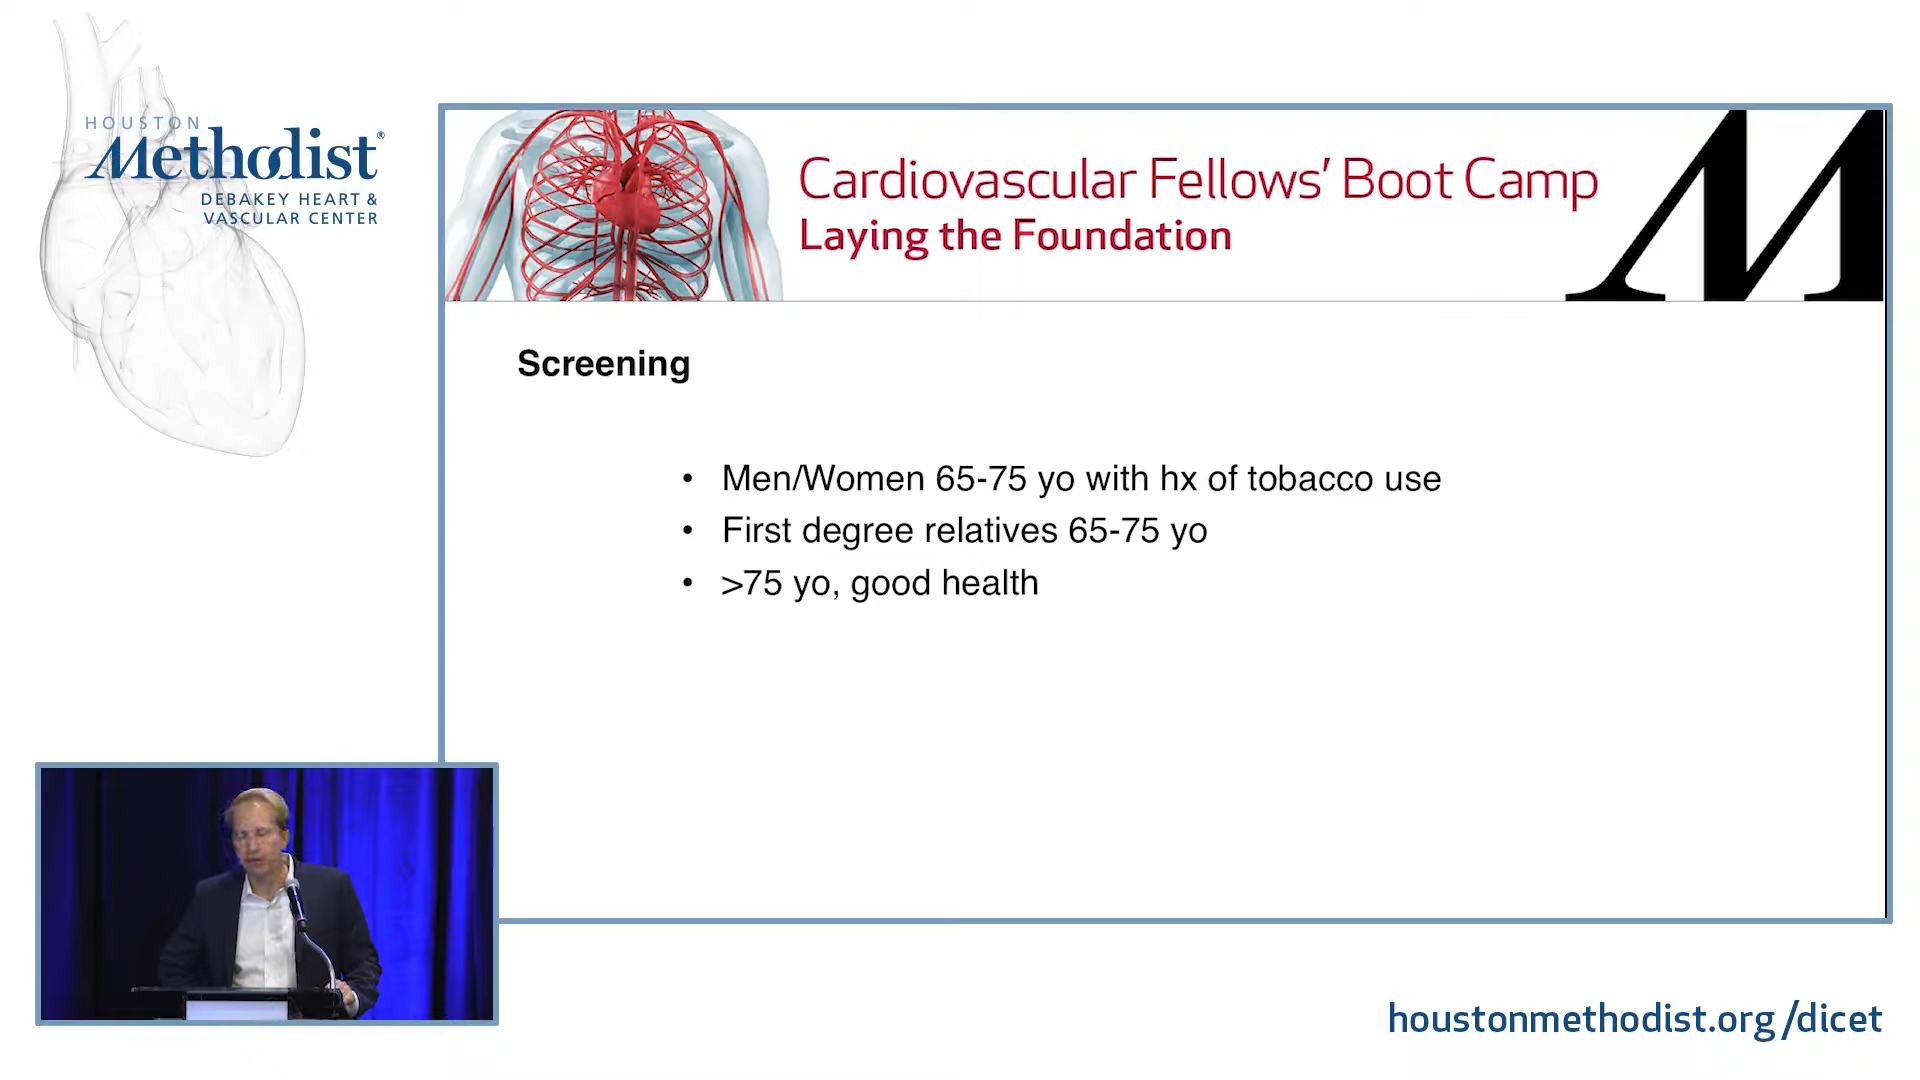 HOUSTON
Methodist®
DEBAKEY HEART &
VASCULAR CENTER
Cardiovascular Fellows' Boot Camp
Laying the Foundation
M
Screening
• Men/Women 65-75 yo with hx of tobacco use
• First degree relatives 65-75 yo
• >75 yo, good health
houstonmethodist.org/dicet